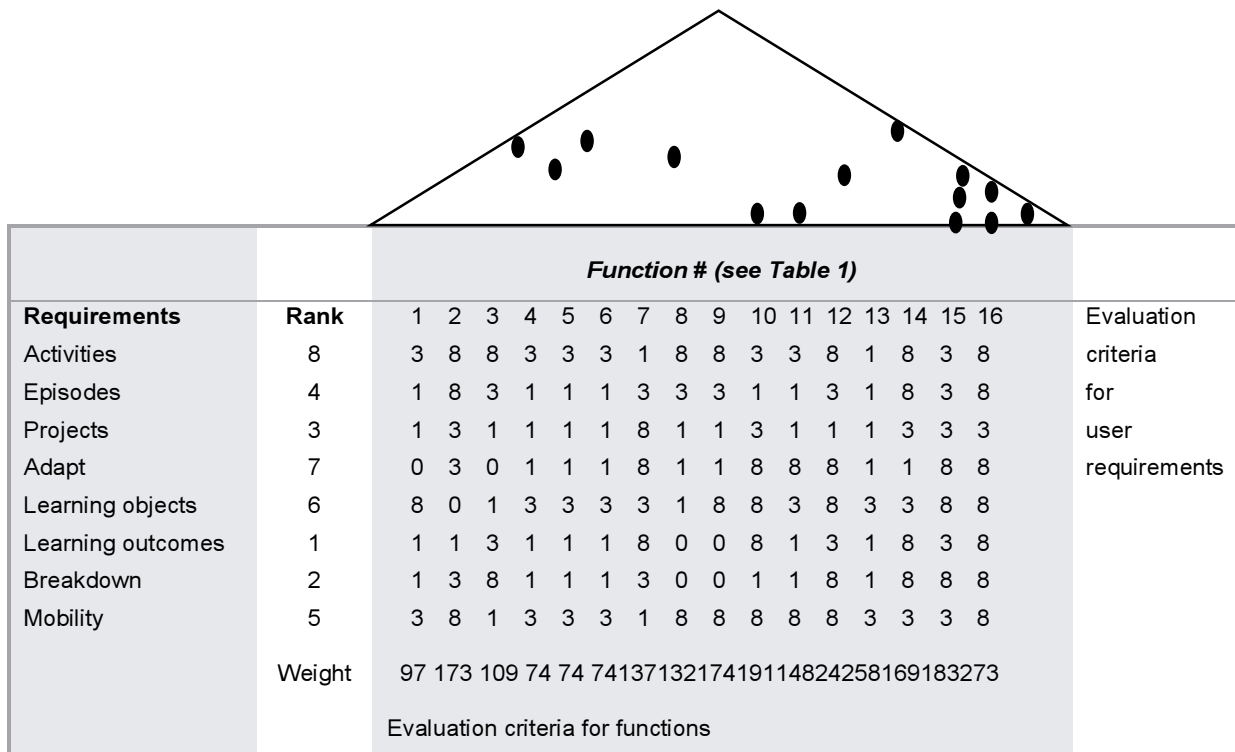 Function # (see Table 1)
Requirements Rank 1 2 3 4 5 6 7 8 9 10 11 12 13 14 15 16 Evaluation
Activities 8 3 8 8 3 3 3 1 8 8 3 3 8 1 8 3 8 criteria
Episodes 4 1 8 3 1 1 1 3 3 3 1 1 3 1 8 3 8 for
Projects 3 1 3 1 1 1 1 8 1 1 3 1 1 1 3 3 3 user
Adapt 7 0 3 0 1 1 1 8 1 1 8 8 8 1 1 8 8 requirements
Learning objects 6 8 0 1 3 3 3 3 1 8 8 3 8 3 3 8 8
Learning outcomes 1 1 1 3 1 1 1 8 0 0 8 1 3 1 8 3 8
Breakdown 2 1 3 8 1 1 1 3 0 0 1 1 8 1 8 8 8
Mobility 5 3 8 1 3 3 3 1 8 8 8 8 8 3 3 3 8
Weight 97 173 109 74 74 74137132174191148242581691832​73
Evaluation criteria for functions